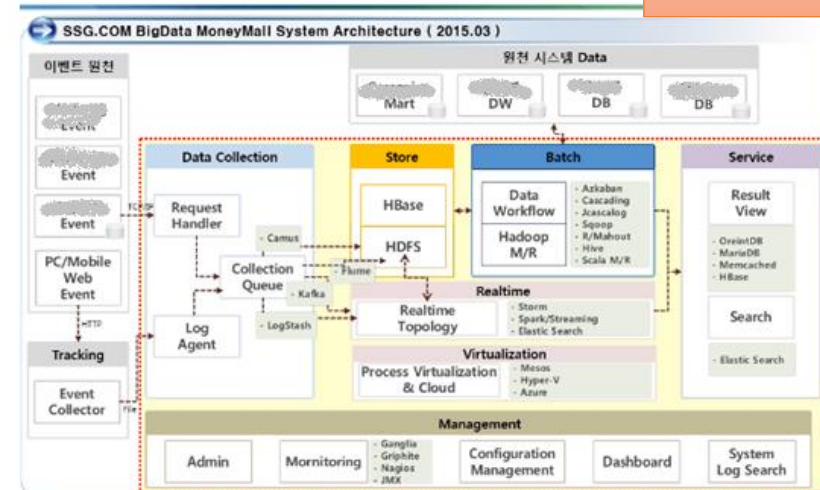 SSG.COM BigData MoneyMall System Architecture ( 2015.03 )
이벤트 원천
Event
Event
Event
PC/Mobile
Web
Event
HTTP
Tracking
Event
Collector
File
원천 시스템 Data
Mart
DW
DB
DB
Data Collection
Request
Handler
Collection
Queue
Log
Agent
- Camus
- Flume
- Kafka
- LogStash
Store
HBase
HDFS
Batch
Data
Workflow
Hadoop
M/R
- Azkaban
- Cascading
- Jcascalog
- Sqoop
- R/Mahout
- Hive
- Scala M/R
Realtime
Realtime
Topology
- Storm
- Spark/Streaming
- Elastic Search
Virtualization
Process Virtualization
& Cloud
- Mesos
- Hyper-V
- Azure
Service
Result
View
- OreintDB
- MariaDB
- Memcached
- HBase
Search
- Elastic Search
Management
Admin
Mornitoring
- Ganglia
- Griphite
- Nagios
- JMX
Configuration
Management
Dashboard
System
Log Search